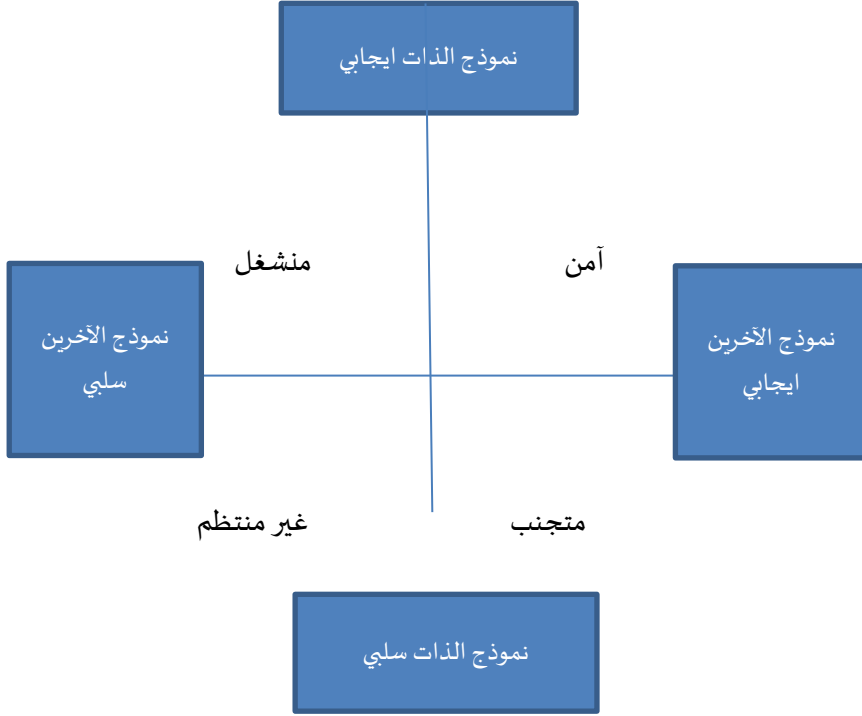 نموذج الذات ايجابي
آمن
منشغل
نموذج الآخرين
ايجابي
نموذج الآخرين
سلبي
متجنب
غير منتظم
نموذج الذات سلبي